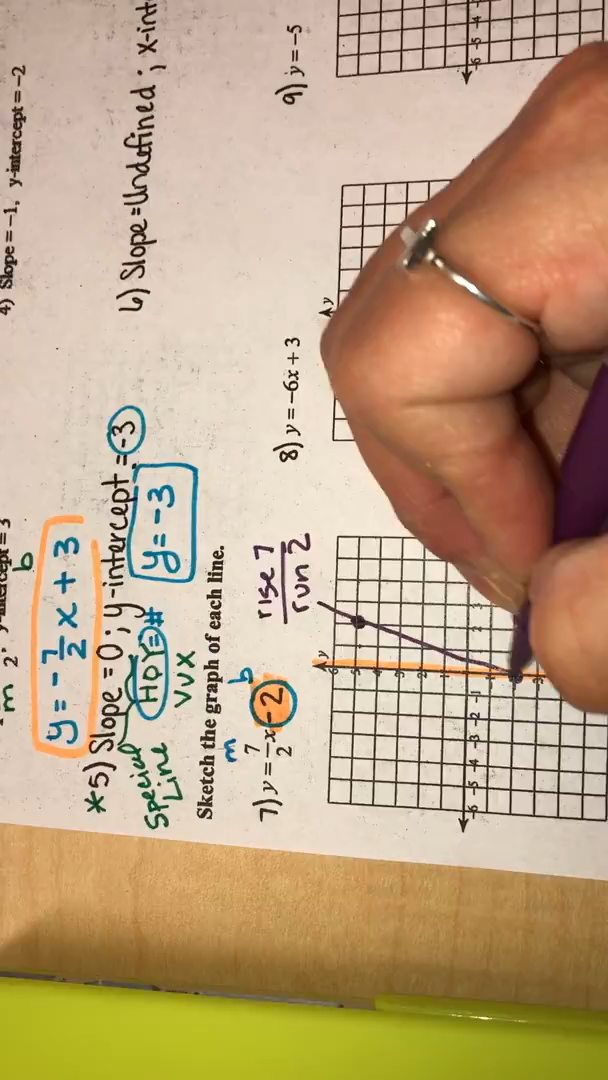 4) Slope = -1, y-intercept = -2
m 2; y-intercept = 3
b
y = -7/2 x + 3
*5) Slope = 0; y-intercept = -3
Special Line
HOY=#
VUX
y = -3
6) Slope = Undefined; x-int
Sketch the graph of each line.
m b
7) y = 7/2 x - 2
rise 7
run 2
8) y = -6x + 3
9) y = -5